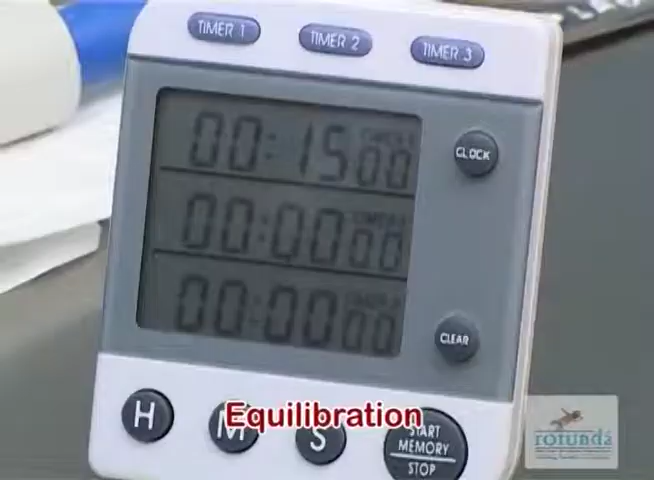 TIMER 1 TIMER 2 TIMER 3
00:15 00
CLOCK
00:00 00
00:00 00
CLEAR
H M S START MEMORY STOP
Equilibration
rotunda